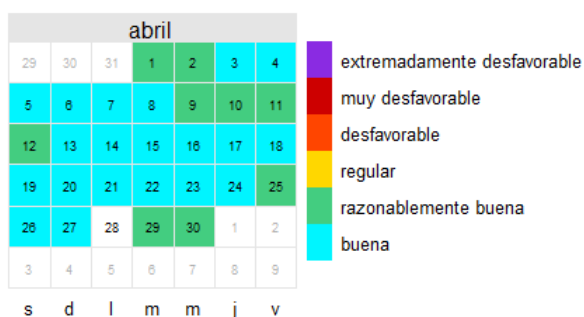 abril
29 30 31 1 2 3 4
5 6 7 8 9 10 11
12 13 14 15 16 17 18
19 20 21 22 23 24 25
26 27 28 29 30 1 2
3 4 5 6 7 8 9
s d l m m j v
extremadamente desfavorable
muy desfavorable
desfavorable
regular
razonablemente buena
buena